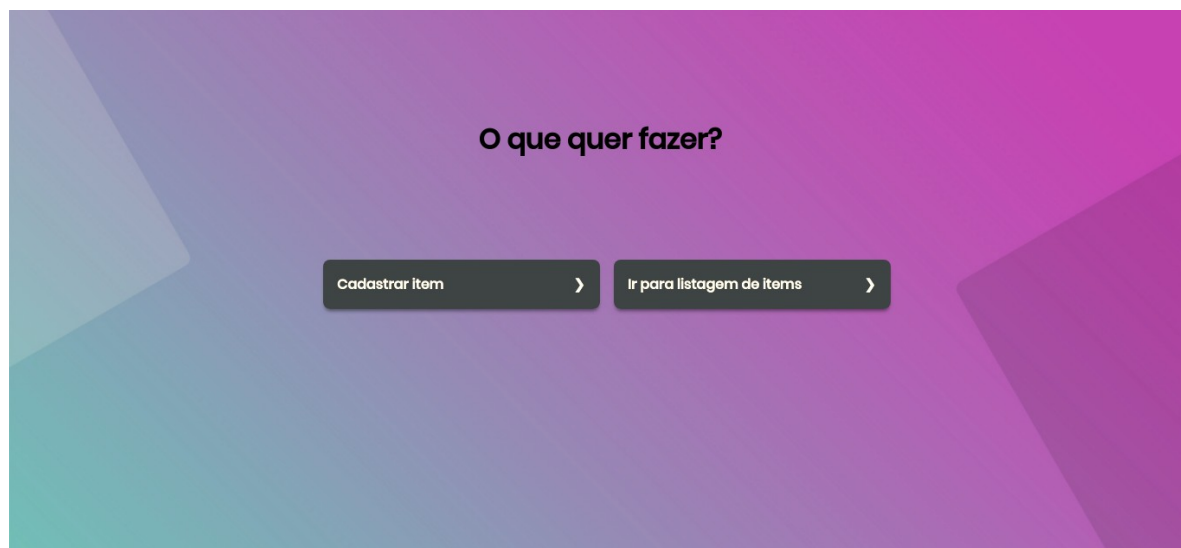 O que quer fazer?
Cadastrar item ❯
Ir para listagem de items ❯